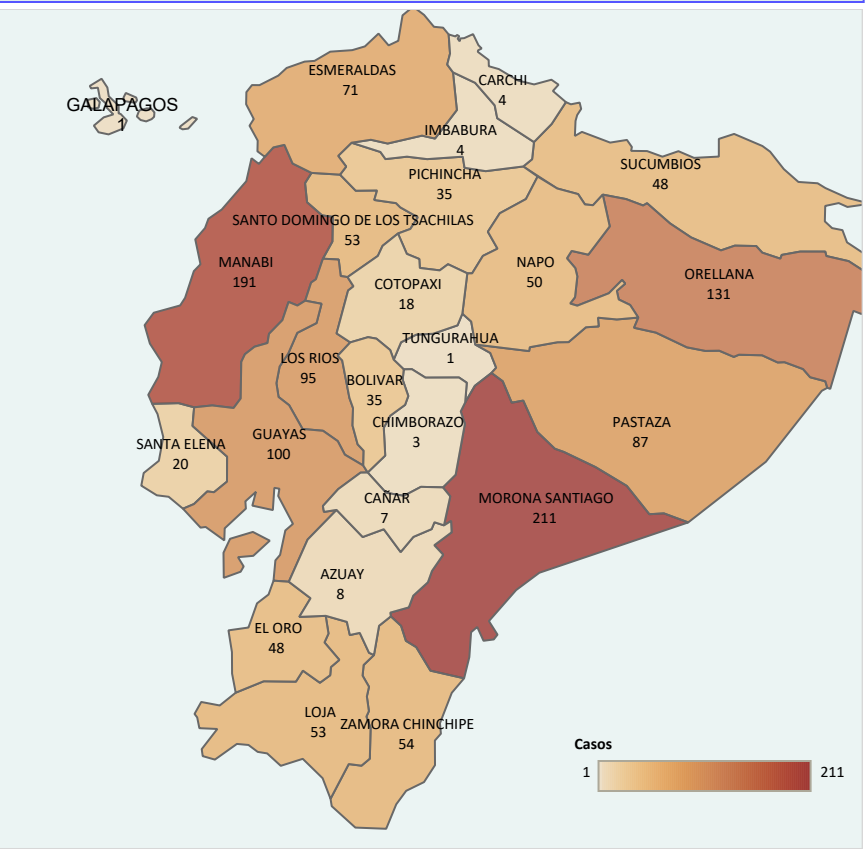 ESMERALDAS
71
CARCHI
4
GALAPAGOS
1
IMBABURA
4
PICHINCHA
35
SUCUMBIOS
48
SANTO DOMINGO DE LOS TSACHILAS
53
MANABI
191
NAPO
50
ORELLANA
131
COTOPAXI
18
TUNGURAHUA
1
LOS RIOS
95
BOLIVAR
35
CHIMBORAZO
3
PASTAZA
87
SANTA ELENA
20
GUAYAS
100
CAÑAR
7
MORONA SANTIAGO
211
AZUAY
8
EL ORO
48
LOJA
53
ZAMORA CHINCHIPE
54
Casos
1 211